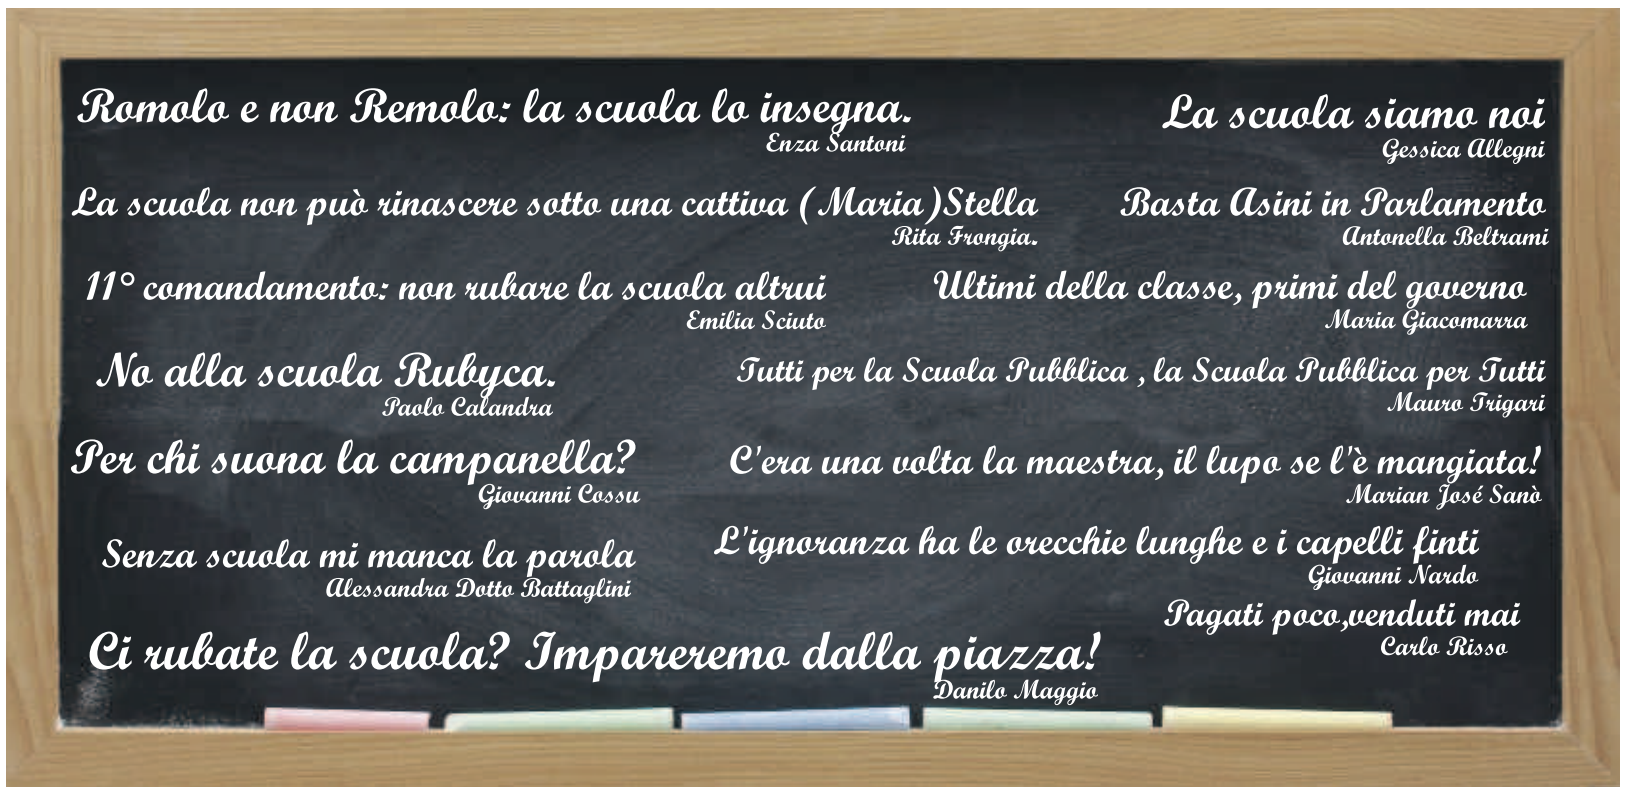 Romolo e non Remolo: la scuola lo insegna.
Enza Santoni
La scuola siamo noi
Gessica Allegni
La scuola non può rinascere sotto una cattiva (Maria)Stella
Rita Frongia.
Basta Asini in Parlamento
Antonella Beltrami
11° comandamento: non rubare la scuola altrui
Emilia Sciuto
Ultimi della classe, primi del governo
Maria Giacomarra
No alla scuola Rubyca.
Paolo Calandra
Tutti per la Scuola Pubblica , la Scuola Pubblica per Tutti
Mauro Trigari
Per chi suona la campanella?
Giovanni Cossu
C'era una volta la maestra, il lupo se l'è mangiata!
Marian José Sanò
Senza scuola mi manca la parola
Alessandra Dotto Battaglini
L'ignoranza ha le orecchie lunghe e i capelli finti
Giovanni Nardo
Pagati poco,venduti mai
Carlo Risso
Ci rubate la scuola? Impareremo dalla piazza!
Danilo Maggio